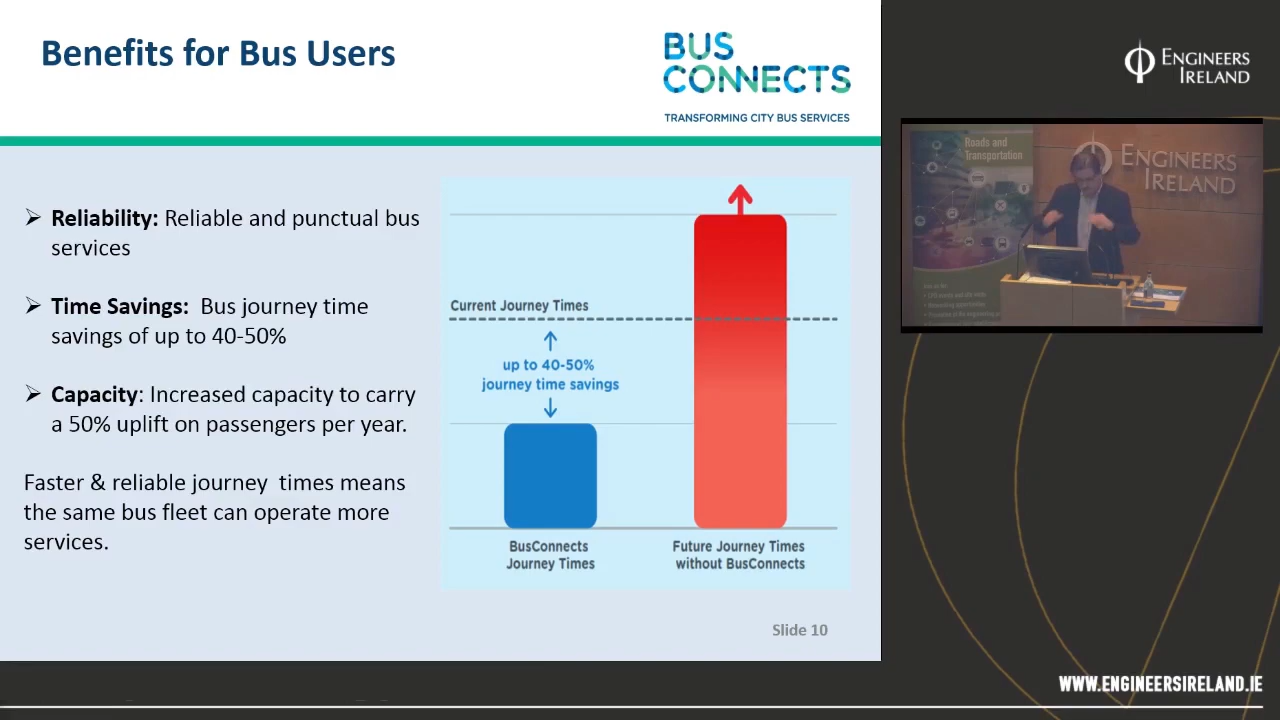 Benefits for Bus Users
BUS
CONNECTS
TRANSFORMING CITY BUS SERVICES
Reliability: Reliable and punctual bus
services
Time Savings: Bus journey time
savings of up to 40-50%
Capacity: Increased capacity to carry
a 50% uplift on passengers per year.
Faster & reliable journey times means
the same bus fleet can operate more
services.
Current Journey Times
up to 40-50%
journey time savings
BusConnects
Journey Times
Future Journey Times
without BusConnects
Slide 10
ENGINEERS
IRELAND
Roads and
Transportation
ENGINEERS
IRELAND
WWW.ENGINEERSIRELAND.IE